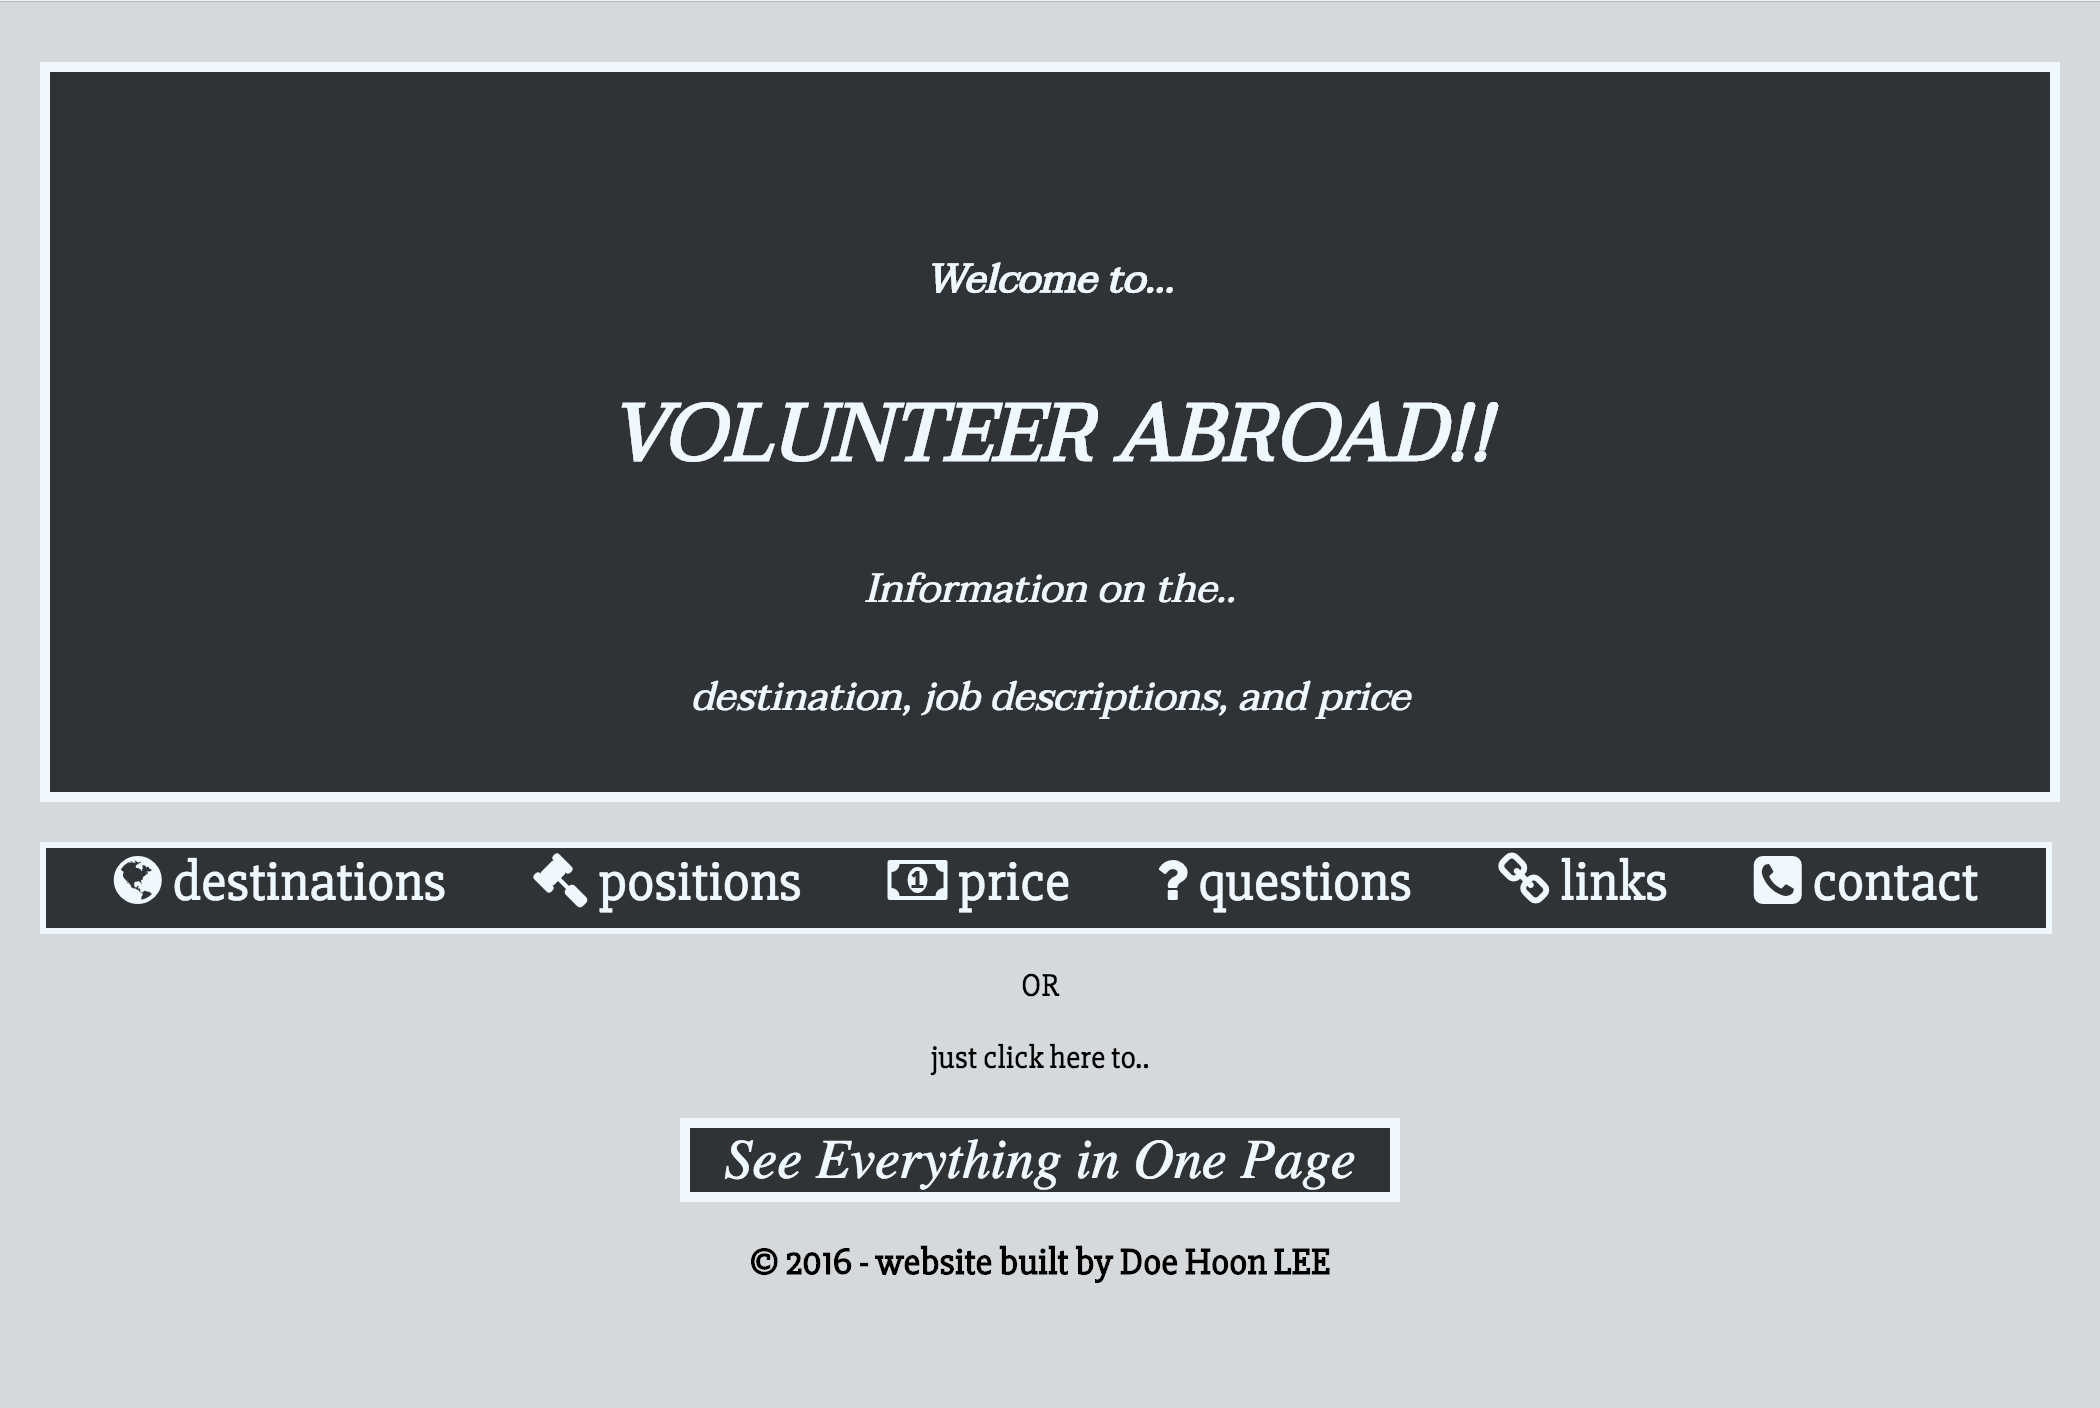 Welcome to...
VOLUNTEER ABROAD!!
Information on the..
destination, job descriptions, and price
destinations positions price ? questions links contact
OR
just click here to..
See Everything in One Page
© 2016 - website built by Doe Hoon LEE